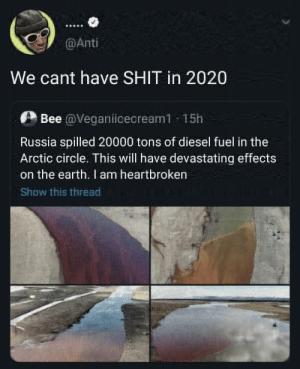 .....
@Anti
We cant have SHIT in 2020
Bee @Veganiicecream1 · 15h
Russia spilled 20000 tons of diesel fuel in the
Arctic circle. This will have devastating effects
on the earth. I am heartbroken
Show this thread